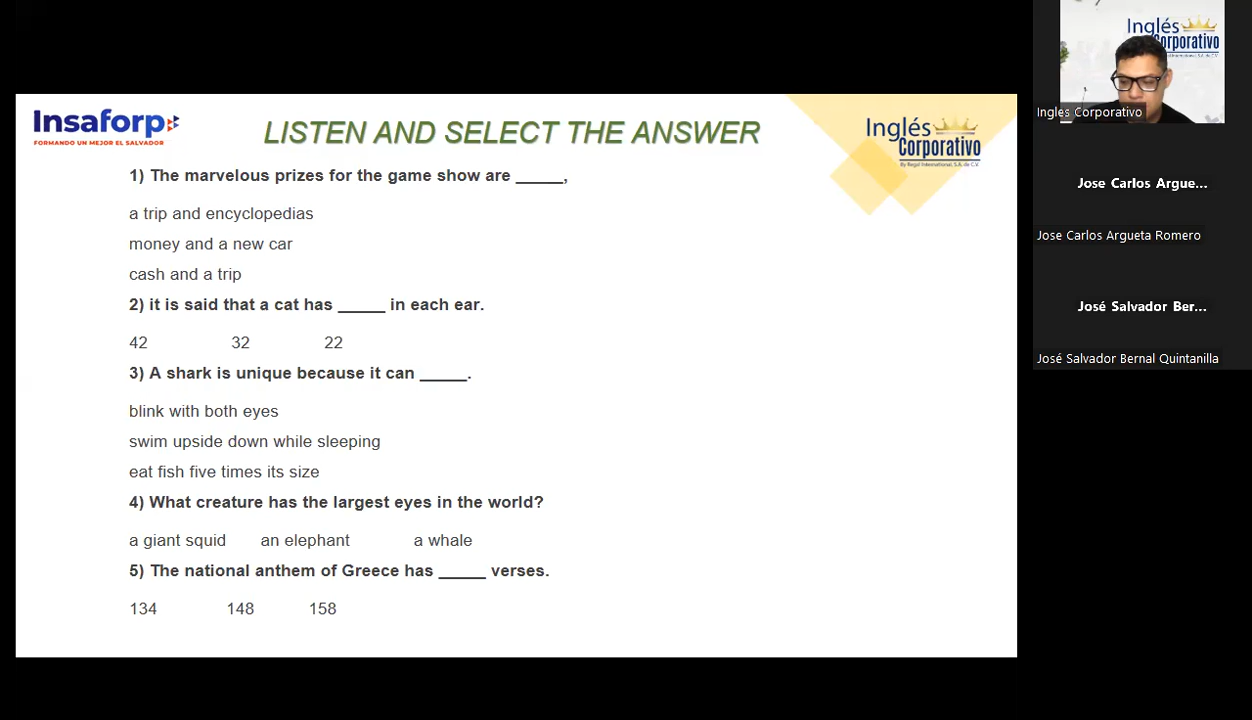 Insaforp
FORMANDO UN MEJOR EL SALVADOR
LISTEN AND SELECT THE ANSWER
Inglés
Corporativo
By Regal International, S.A. de C.V.
1) The marvelous prizes for the game show are _____,
a trip and encyclopedias
money and a new car
cash and a trip
2) it is said that a cat has _____ in each ear.
42 32 22
3) A shark is unique because it can _____.
blink with both eyes
swim upside down while sleeping
eat fish five times its size
4) What creature has the largest eyes in the world?
a giant squid an elephant a whale
5) The national anthem of Greece has _____ verses.
134 148 158
Inglés
Corporativo
Ingles Corporativo
Jose Carlos Argue...
Jose Carlos Argueta Romero
José Salvador Ber...
José Salvador Bernal Quintanilla